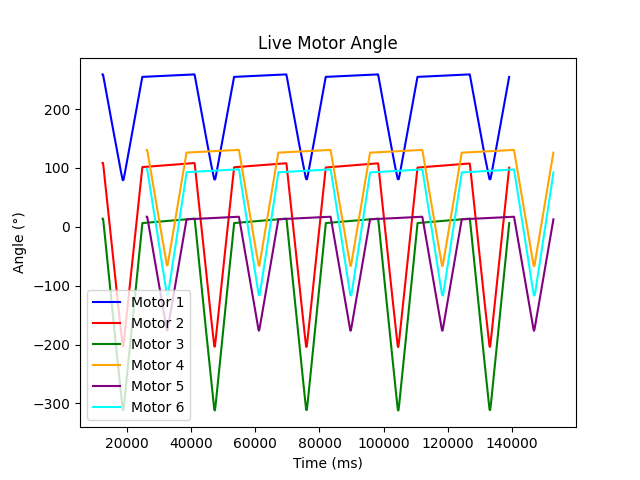 Live Motor Angle
Angle (°)
200
100
0
−100
−200
−300
Motor 1
Motor 2
Motor 3
Motor 4
Motor 5
Motor 6
20000 40000 60000 80000 100000 120000 140000
Time (ms)